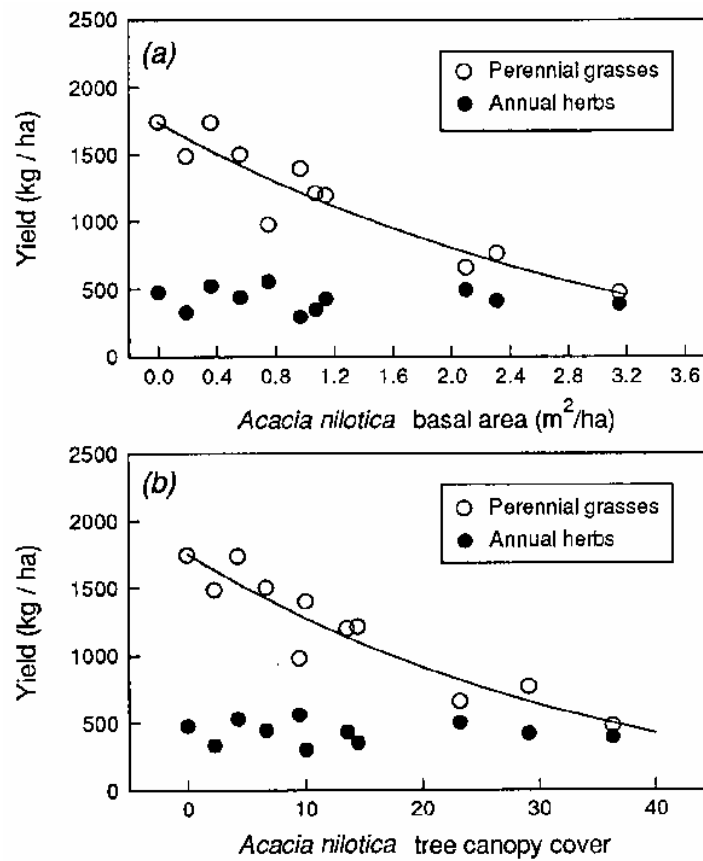 2500
(a)
Perennial grasses
Annual herbs
2000
1500
1000
500
0
Yield (kg / ha)
0.0 0.4 0.8 1.2 1.6 2.0 2.4 2.8 3.2 3.6
Acacia nilotica basal area (m²/ha)
2500
(b)
Perennial grasses
Annual herbs
2000
1500
1000
500
0
Yield (kg / ha)
0 10 20 30 40
Acacia nilotica tree canopy cover